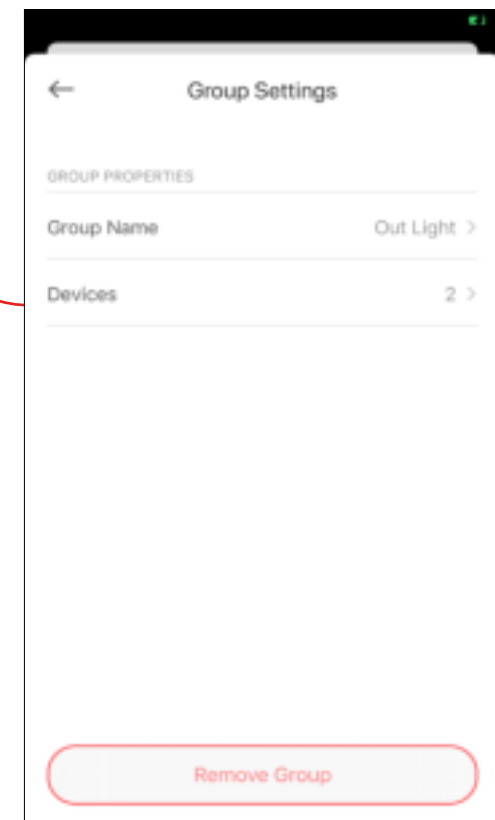 Group Settings
GROUP PROPERTIES
Group Name Out Light
Devices 2
Remove Group